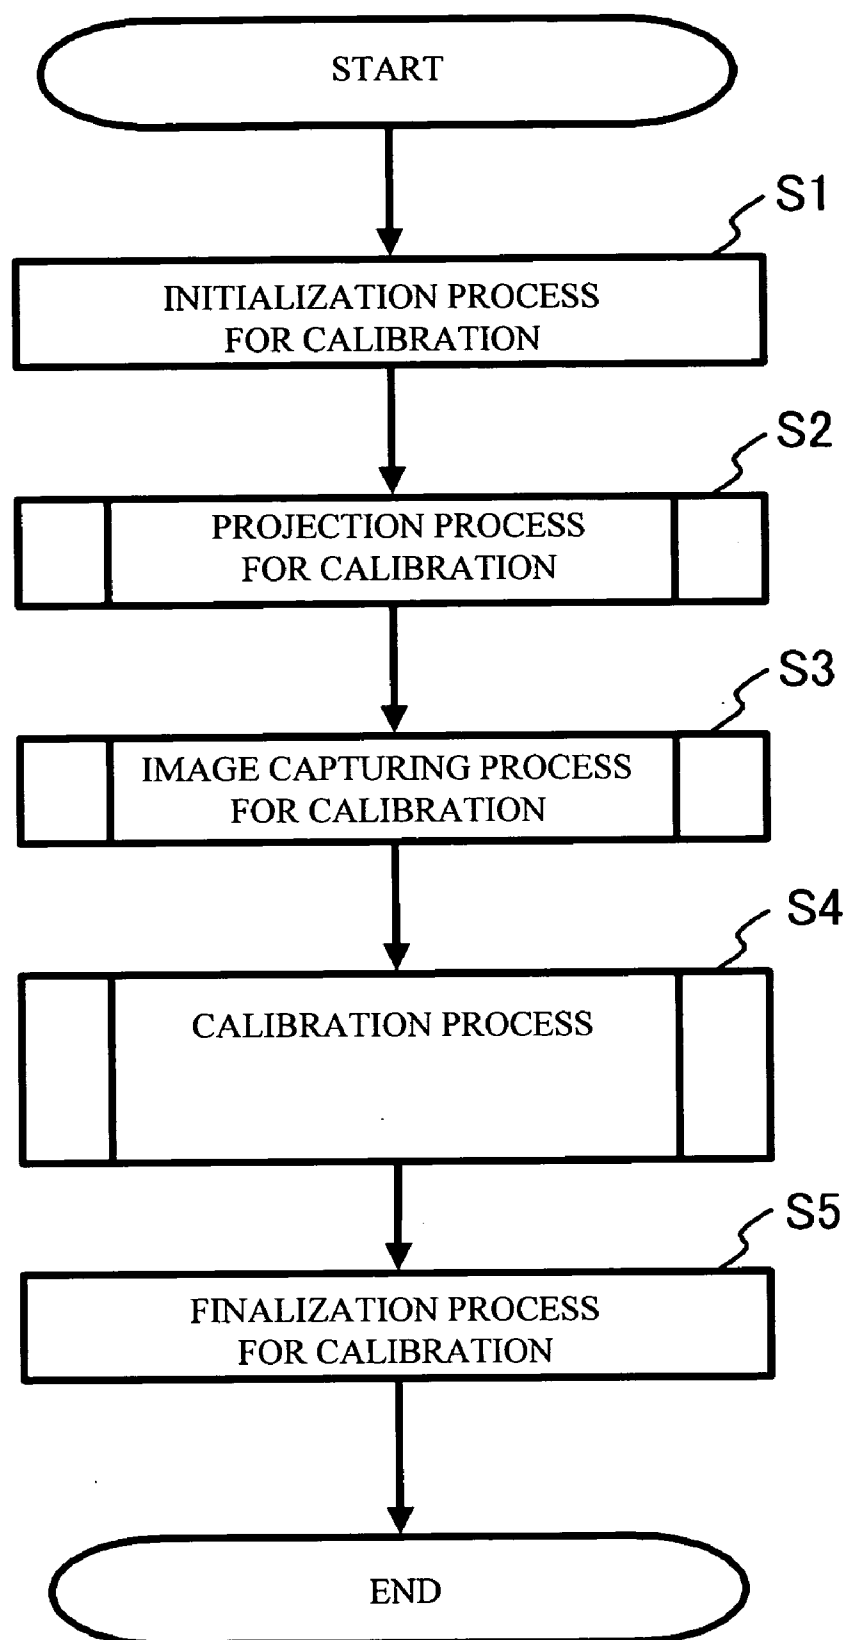 START
S1
INITIALIZATION PROCESS
FOR CALIBRATION
S2
PROJECTION PROCESS
FOR CALIBRATION
S3
IMAGE CAPTURING PROCESS
FOR CALIBRATION
S4
CALIBRATION PROCESS
S5
FINALIZATION PROCESS
FOR CALIBRATION
END